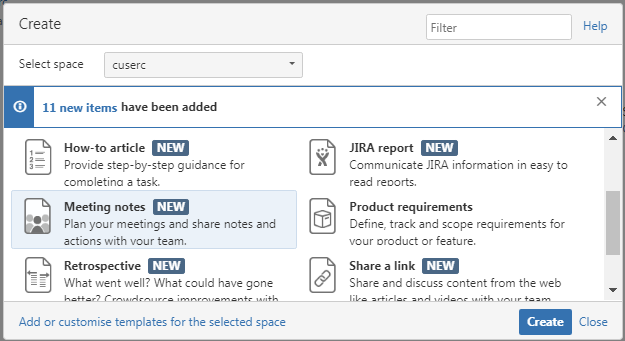 Create
Filter
Help
Select space
cuserc
11 new items have been added
How-to article NEW
Provide step-by-step guidance for
completing a task.
JIRA report NEW
Communicate JIRA information in easy to
read reports.
Meeting notes NEW
Plan your meetings and share notes and
actions with your team.
Product requirements
Define, track and scope requirements for
your product or feature.
Retrospective NEW
What went well? What could have gone
better? Crowdsource improvements with
Share a link NEW
Share and discuss content from the web
like articles and videos with your team
Add or customise templates for the selected space
Create
Close